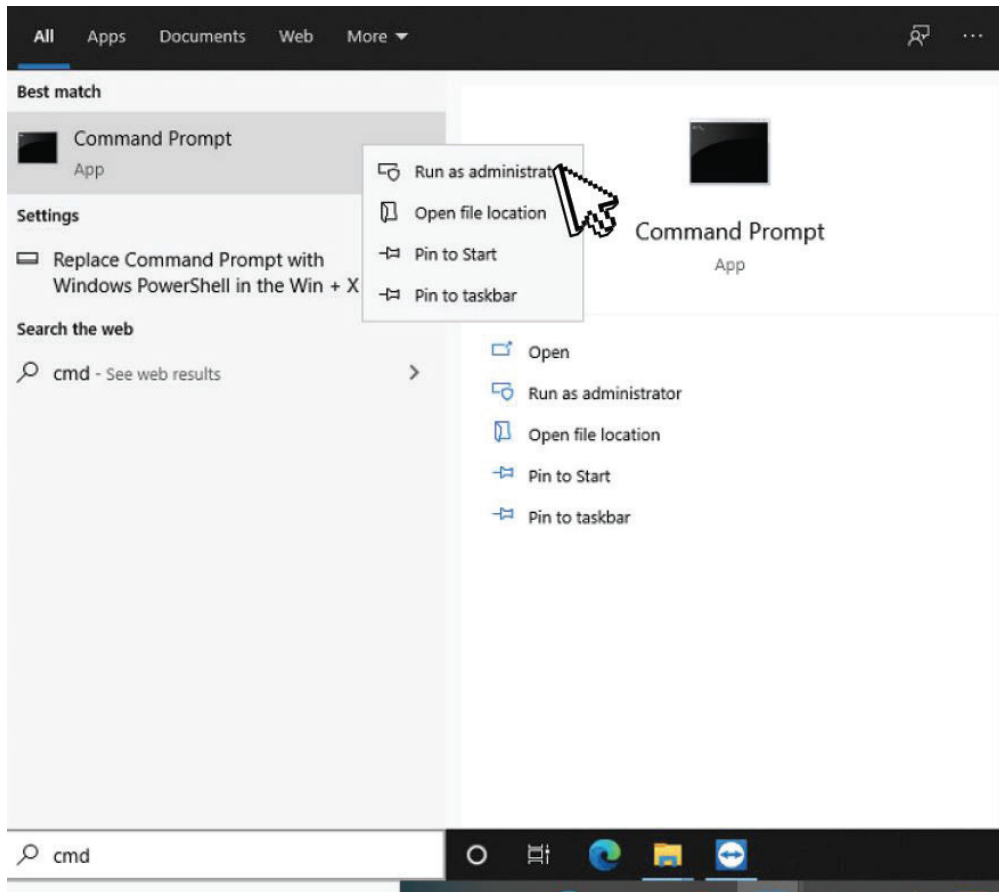 All Apps Documents Web More
Best match
Command Prompt
App
Settings
Replace Command Prompt with
Windows PowerShell in the Win + X
Search the web
cmd - See web results
Run as administrat
Open file location
Pin to Start
Pin to taskbar
Command Prompt
App
Open
Run as administrator
Open file location
Pin to Start
Pin to taskbar
cmd